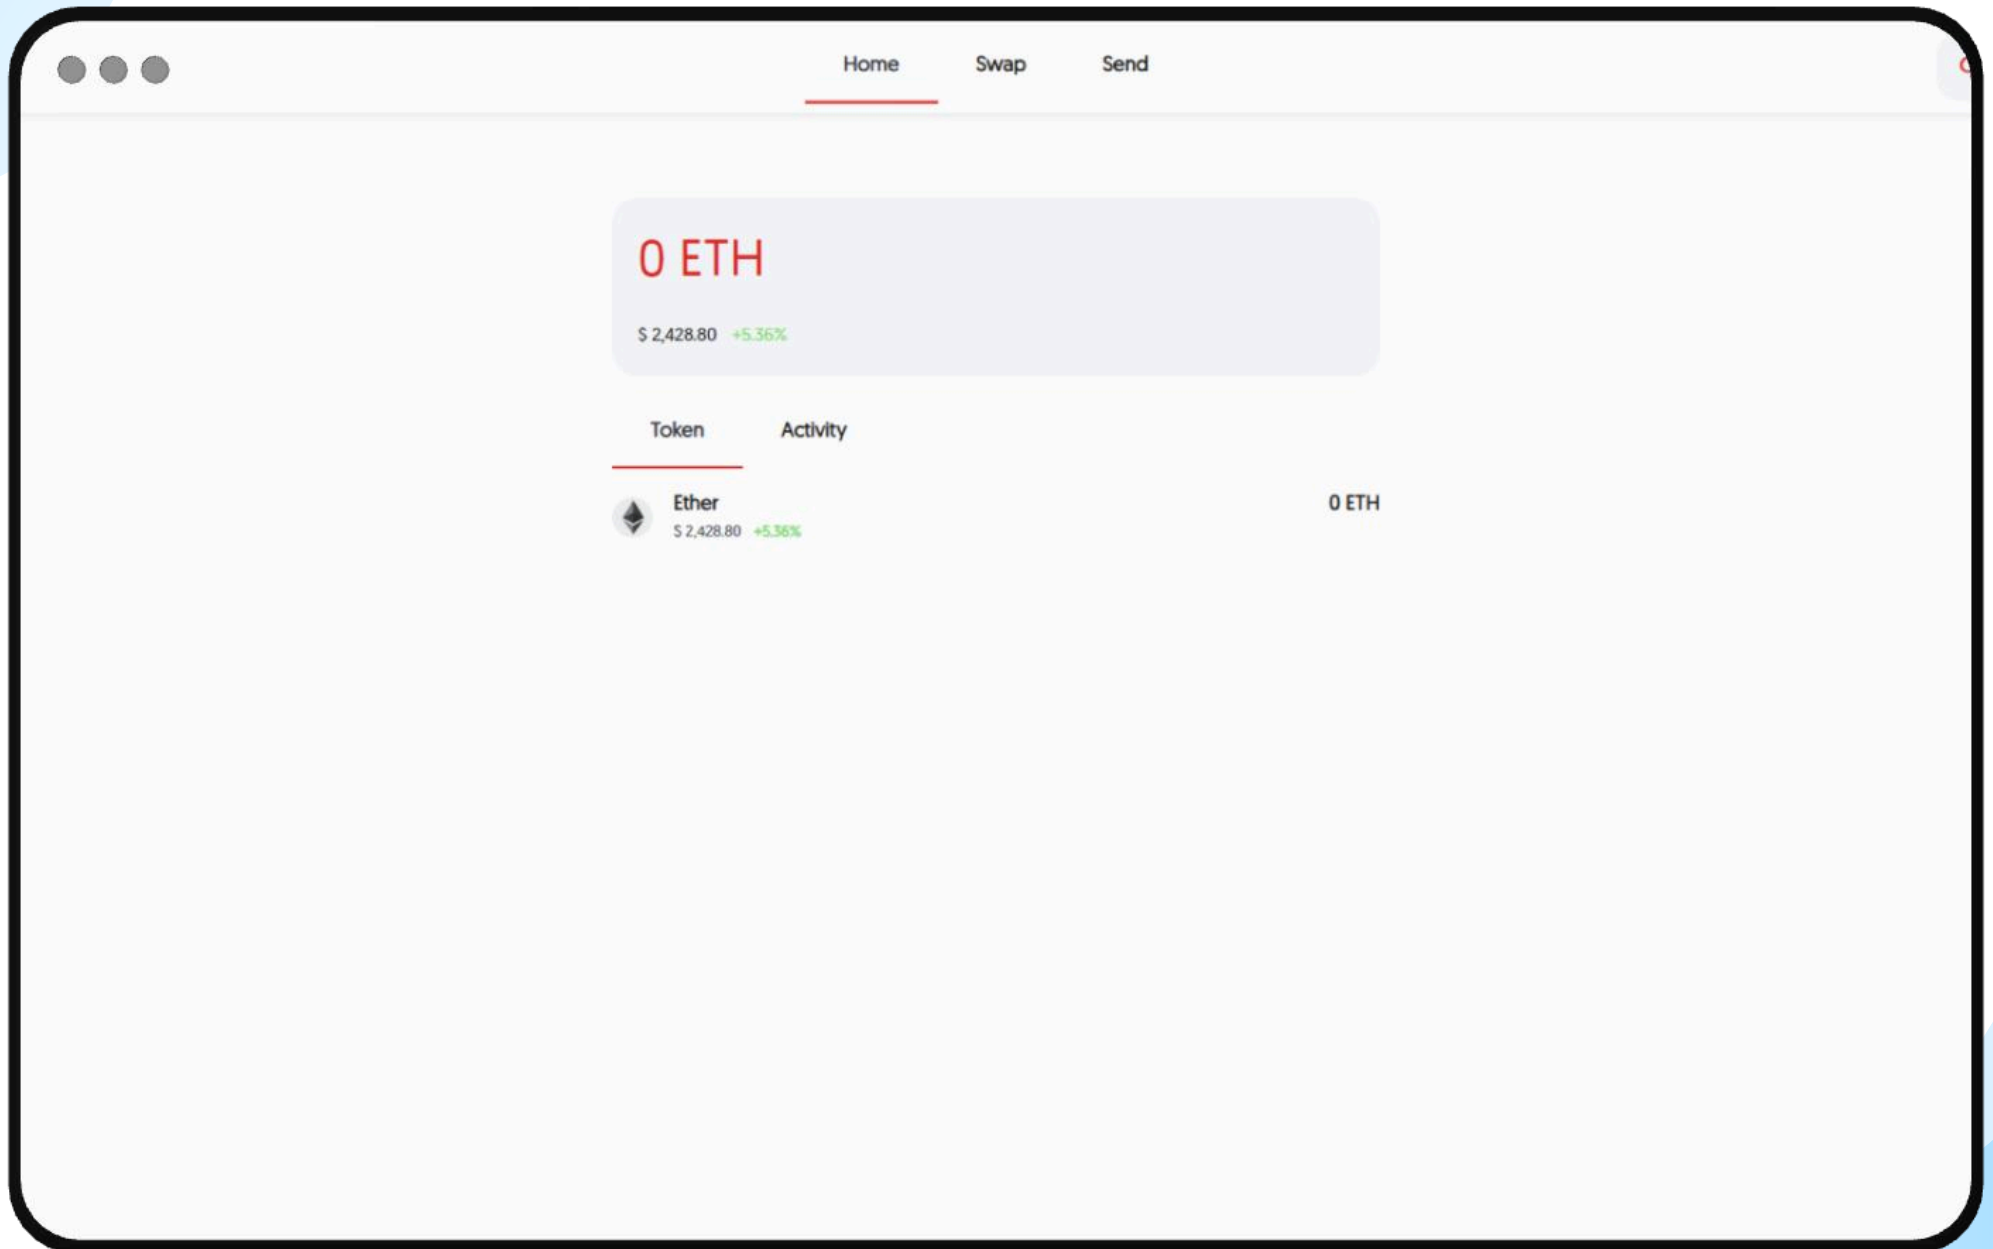 Home Swap Send
0 ETH
$ 2,428.80 +5.36%
Token Activity
Ether 0 ETH
$ 2,428.80 +5.36%